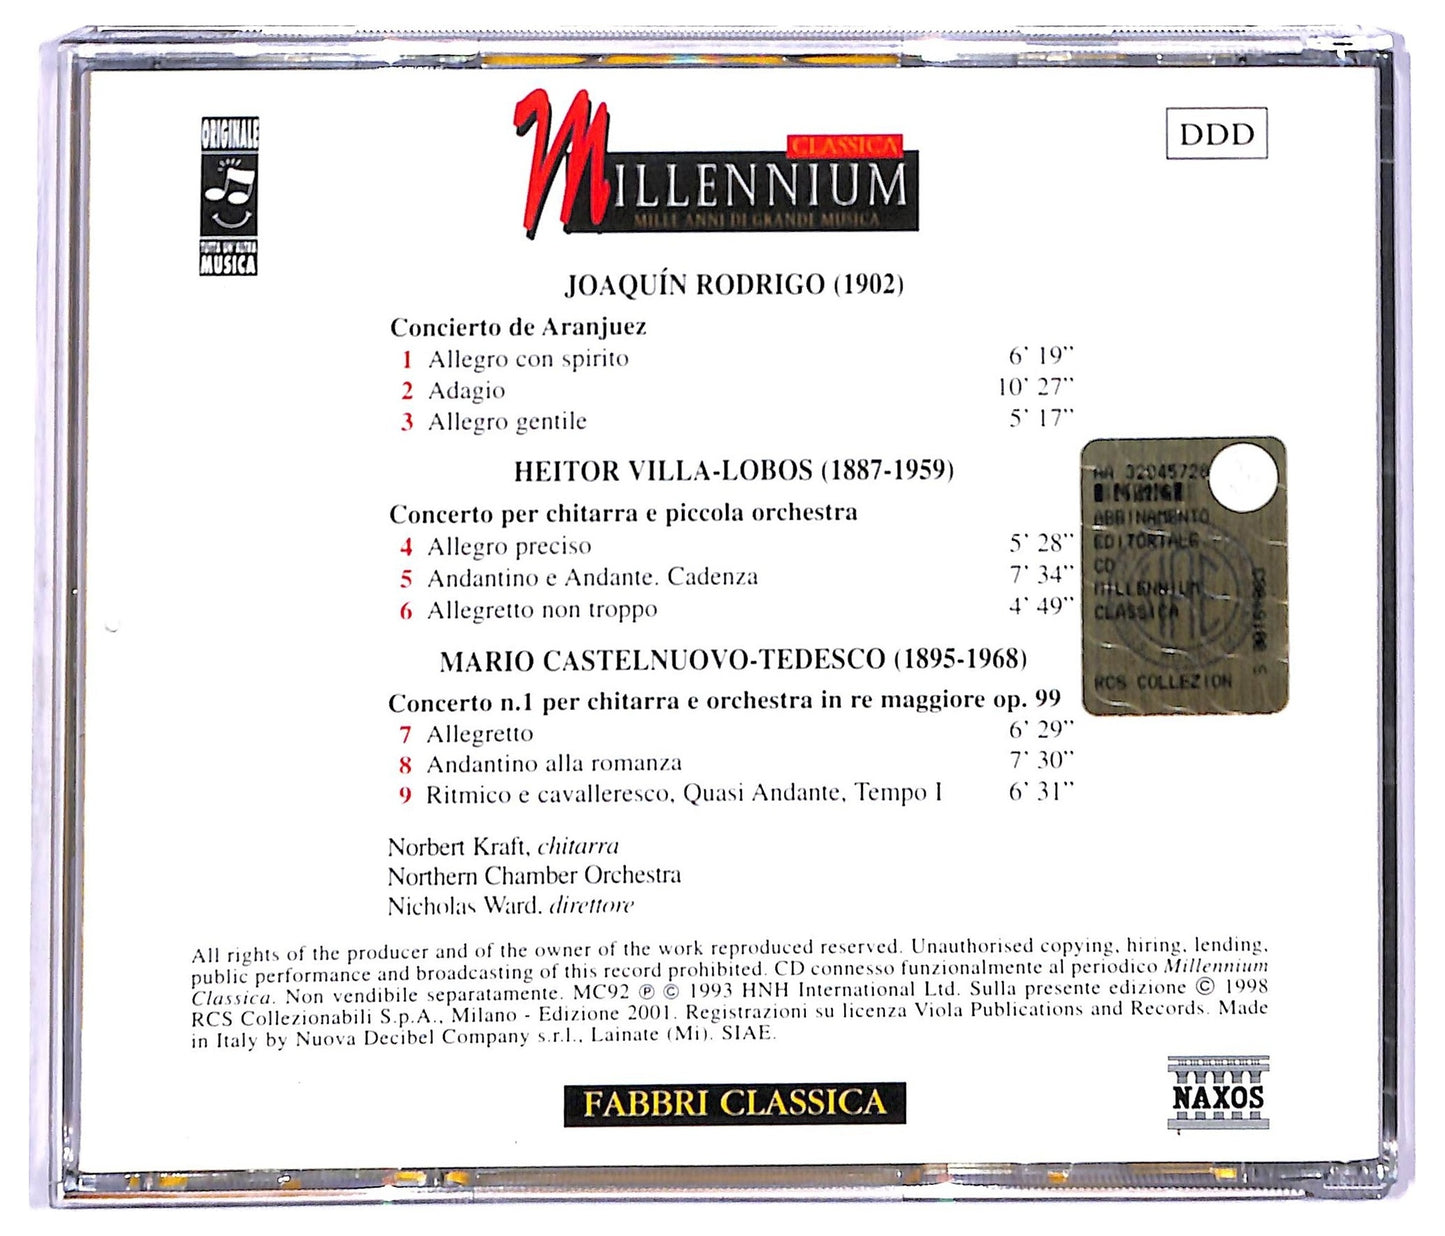 ORIGINALE
TUTTA UN'ALTRA
MUSICA
CLASSICA
MILLENNIUM
MILLE ANNI DI GRANDE MUSICA
DDD
JOAQUÍN RODRIGO (1902)
Concierto de Aranjuez
1 Allegro con spirito 6' 19''
2 Adagio 10' 27''
3 Allegro gentile 5' 17''
HEITOR VILLA-LOBOS (1887-1959)
Concerto per chitarra e piccola orchestra
4 Allegro preciso 5' 28''
5 Andantino e Andante. Cadenza 7' 34''
6 Allegretto non troppo 4' 49''
MARIO CASTELNUOVO-TEDESCO (1895-1968)
Concerto n.1 per chitarra e orchestra in re maggiore op. 99
7 Allegretto 6' 29''
8 Andantino alla romanza 7' 30''
9 Ritmico e cavalleresco, Quasi Andante, Tempo I 6' 31''
AA 32045728
ABBINAMENTO
EDITORIALE
CD
MILLENNIUM
CLASSICA
RCS COLLEZION
Norbert Kraft, chitarra
Northern Chamber Orchestra
Nicholas Ward, direttore
All rights of the producer and of the owner of the work reproduced reserved. Unauthorised copying, hiring, lending,
public performance and broadcasting of this record prohibited. CD connesso funzionalmente al periodico Millennium
Classica. Non vendibile separatamente. MC92 ℗ © 1993 HNH International Ltd. Sulla presente edizione © 1998
RCS Collezionabili S.p.A., Milano - Edizione 2001. Registrazioni su licenza Viola Publications and Records. Made
in Italy by Nuova Decibel Company s.r.l., Lainate (Mi). SIAE.
FABBRI CLASSICA
NAXOS